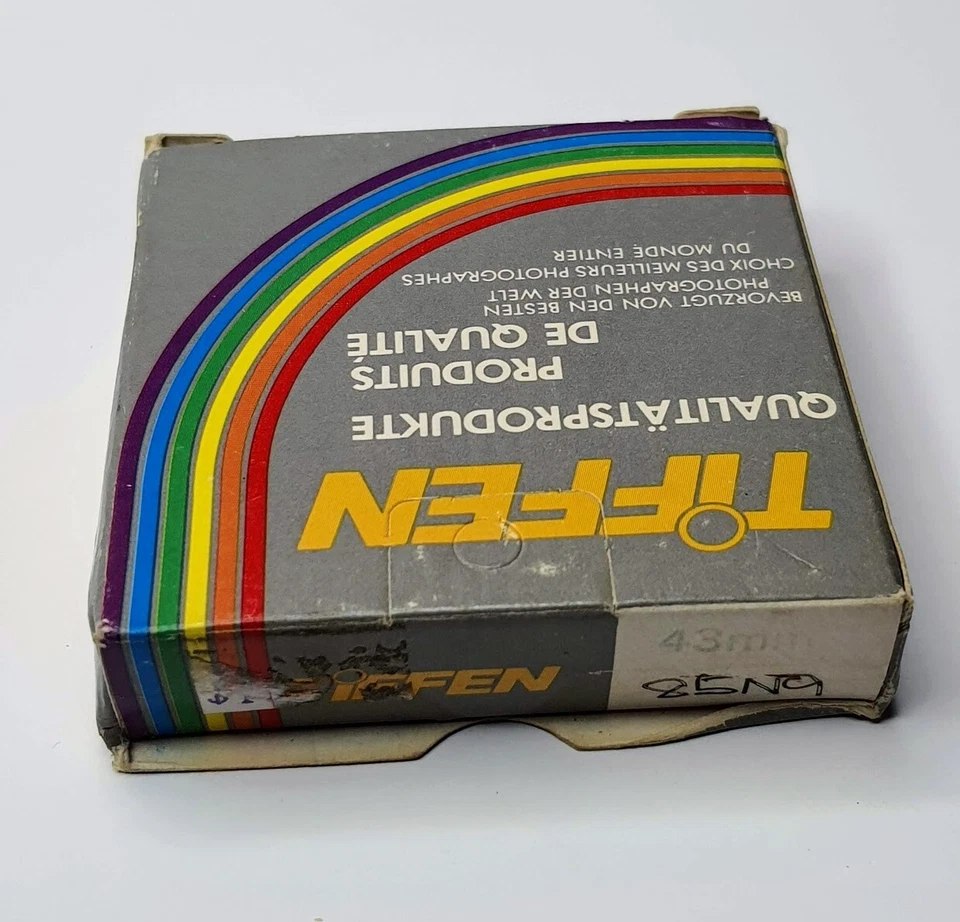 TIFFEN
QUALITÄTSPRODUKTE
PRODUITS
DE QUALITÉ
BEVORZUGT VON DEN BESTEN
PHOTOGRAPHEN DER WELT
CHOIX DES MEILLEURS PHOTOGRAPHES
DU MONDE ENTIER
TIFFEN
43mm